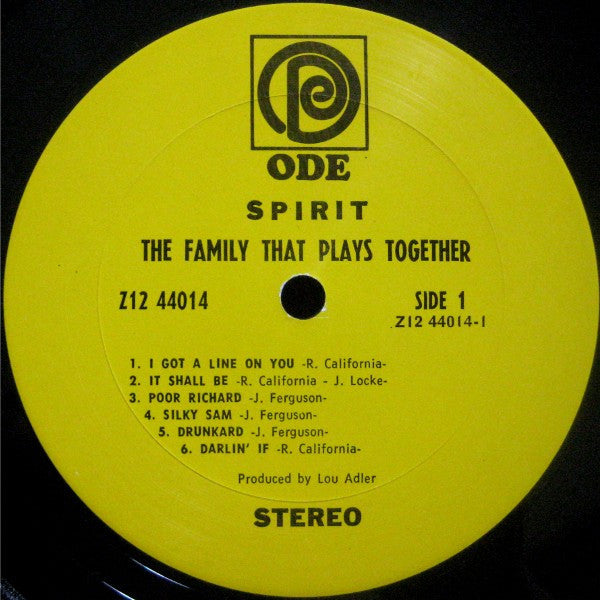 ODE
SPIRIT
THE FAMILY THAT PLAYS TOGETHER
Z12 44014 SIDE 1
Z12 44014-1
1. I GOT A LINE ON YOU -R. California-
2. IT SHALL BE -R. California - J. Locke-
3. POOR RICHARD -J. Ferguson-
4. SILKY SAM -J. Ferguson-
5. DRUNKARD -J. Ferguson-
6. DARLIN' IF -R. California-
Produced by Lou Adler
STEREO